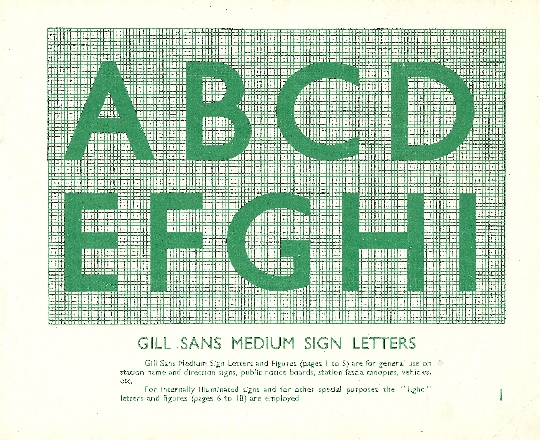 ABCD
EFGHI
GILL SANS MEDIUM SIGN LETTERS
Gill Sans Medium Sign Letters and Figures (pages 1 to 5) are for general use on
station name and direction signs, public notice boards, station fascia canopies, vehicles,
etc.
For internally illuminated signs and for other special purposes the "light"
letters and figures (pages 6 to 18) are employed
1